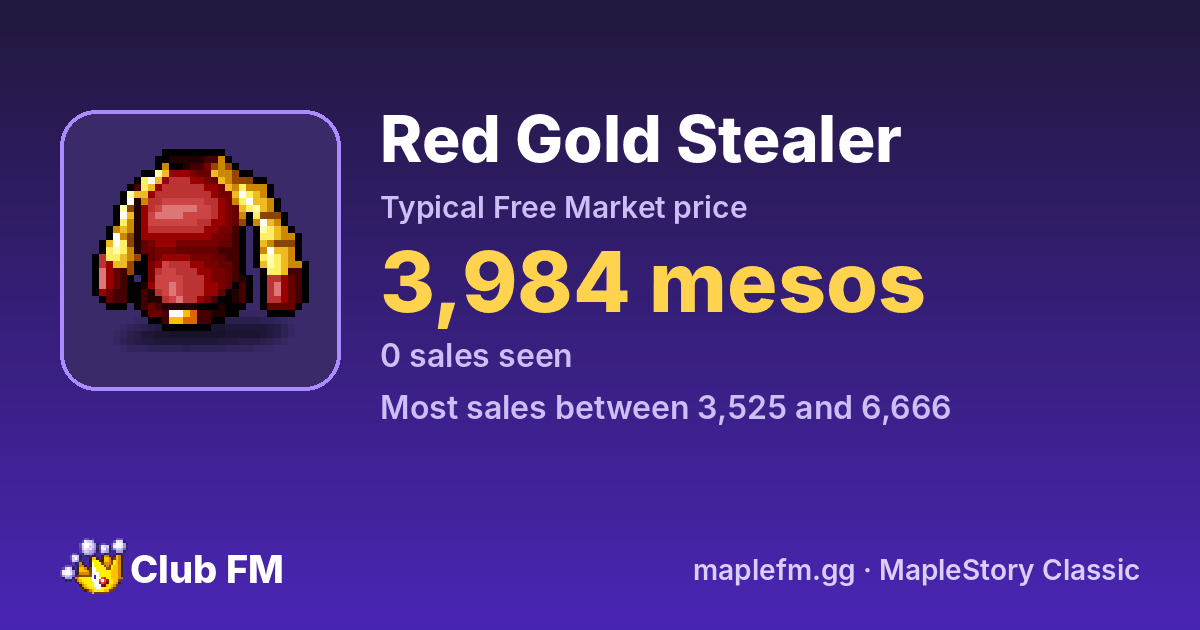 Red Gold Stealer
Typical Free Market price
3,984 mesos
0 sales seen
Most sales between 3,525 and 6,666
Club FM
maplefm.gg · MapleStory Classic